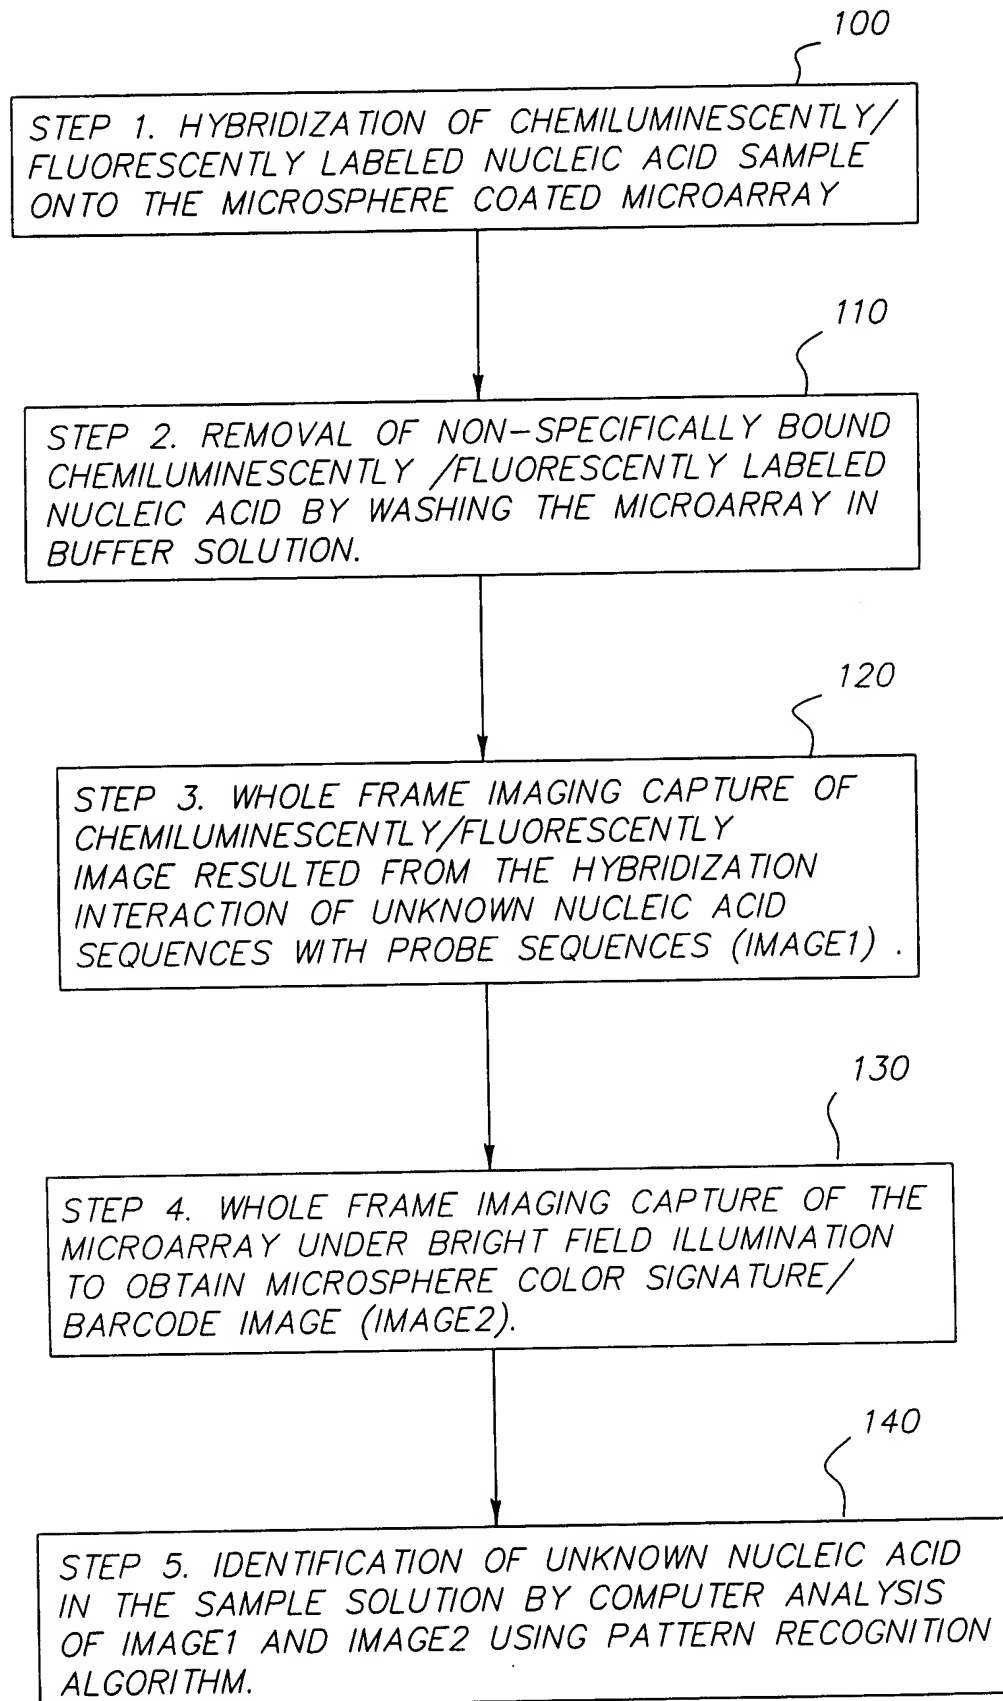 100
STEP 1. HYBRIDIZATION OF CHEMILUMINESCENTLY/
FLUORESCENTLY LABELED NUCLEIC ACID SAMPLE
ONTO THE MICROSPHERE COATED MICROARRAY
110
STEP 2. REMOVAL OF NON-SPECIFICALLY BOUND
CHEMILUMINESCENTLY /FLUORESCENTLY LABELED
NUCLEIC ACID BY WASHING THE MICROARRAY IN
BUFFER SOLUTION.
120
STEP 3. WHOLE FRAME IMAGING CAPTURE OF
CHEMILUMINESCENTLY/FLUORESCENTLY
IMAGE RESULTED FROM THE HYBRIDIZATION
INTERACTION OF UNKNOWN NUCLEIC ACID
SEQUENCES WITH PROBE SEQUENCES (IMAGE1) .
130
STEP 4. WHOLE FRAME IMAGING CAPTURE OF THE
MICROARRAY UNDER BRIGHT FIELD ILLUMINATION
TO OBTAIN MICROSPHERE COLOR SIGNATURE/
BARCODE IMAGE (IMAGE2).
140
STEP 5. IDENTIFICATION OF UNKNOWN NUCLEIC ACID
IN THE SAMPLE SOLUTION BY COMPUTER ANALYSIS
OF IMAGE1 AND IMAGE2 USING PATTERN RECOGNITION
ALGORITHM.